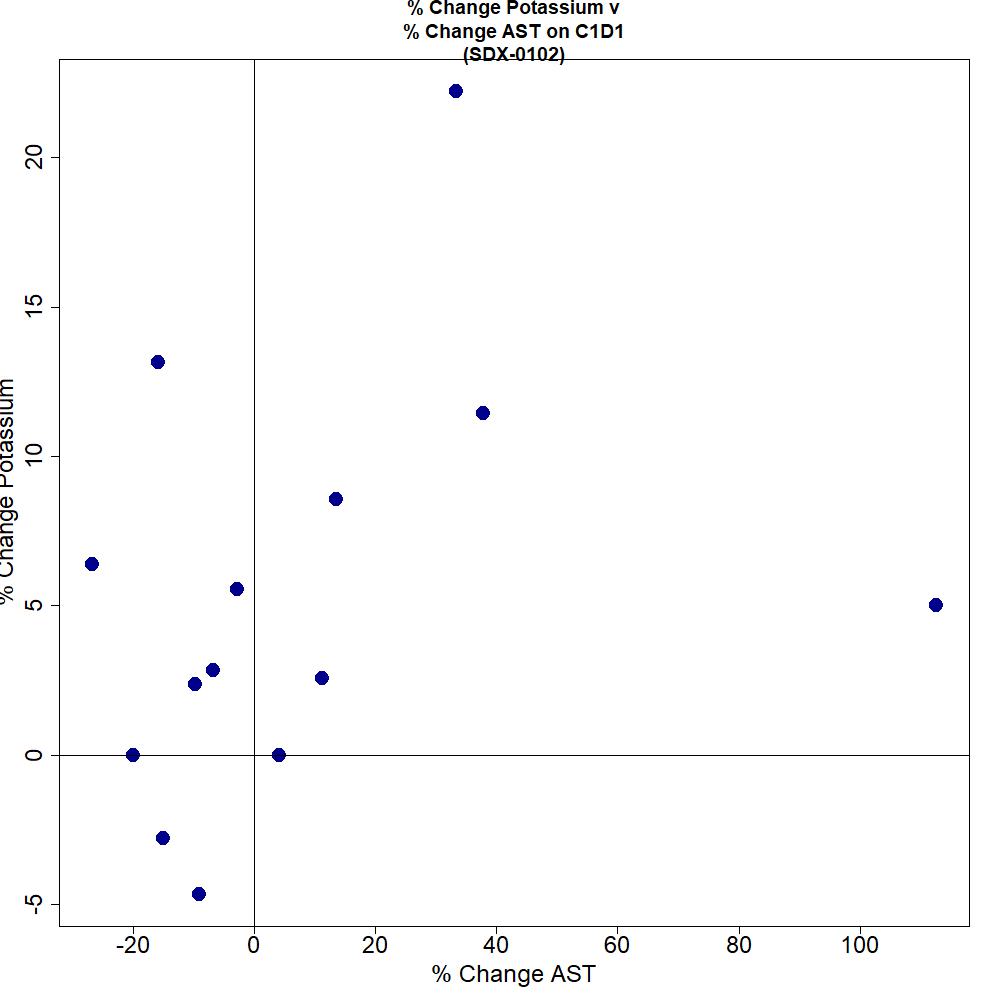 % Change Potassium v
% Change AST on C1D1
(SDX-0102)
20
15
10
5
0
-5
% Change Potassium
-20 0 20 40 60 80 100
% Change AST